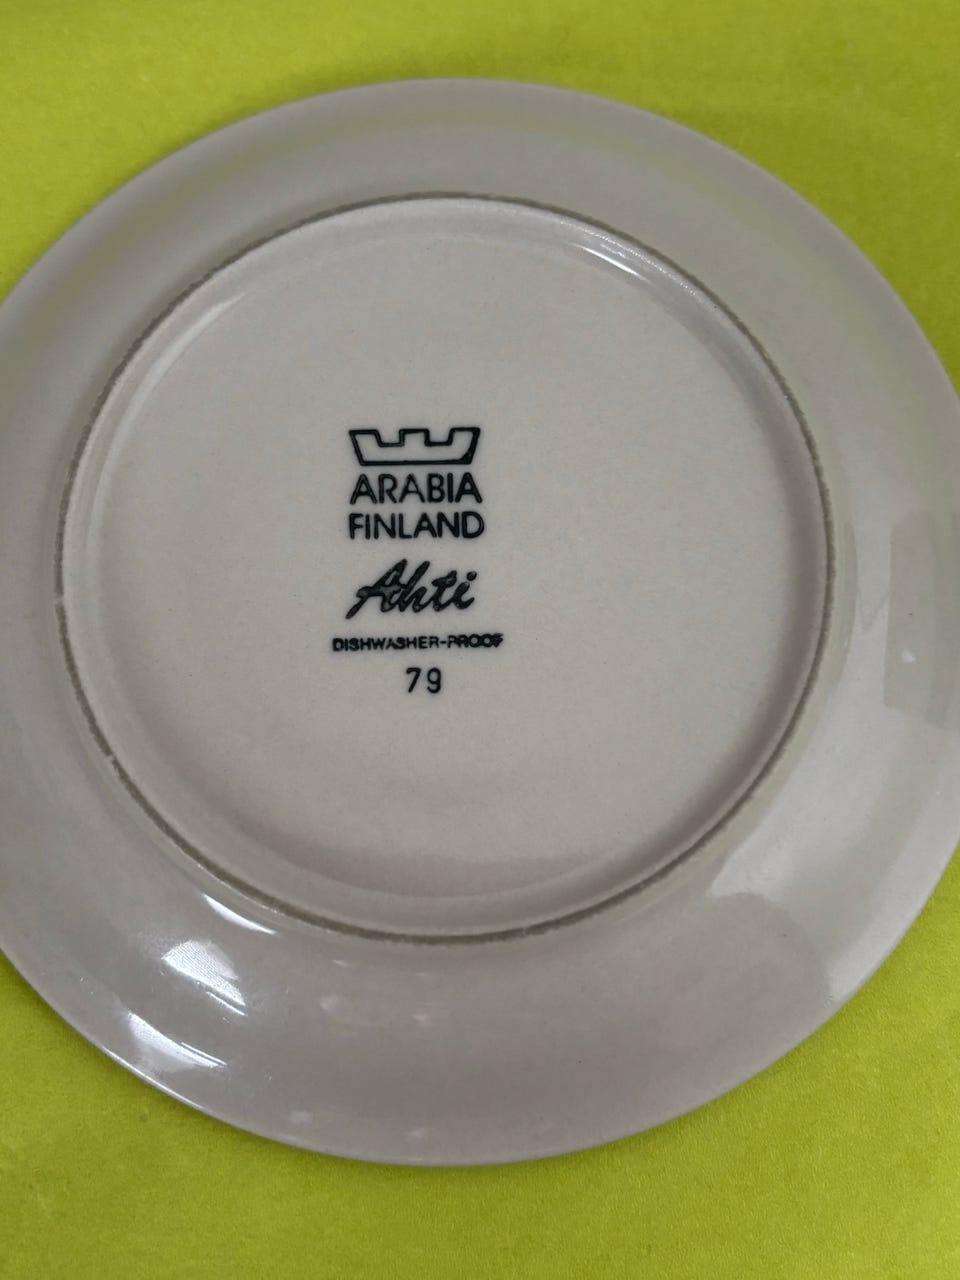 ARABIA
FINLAND
Ahti
DISHWASHER-PROOF
79